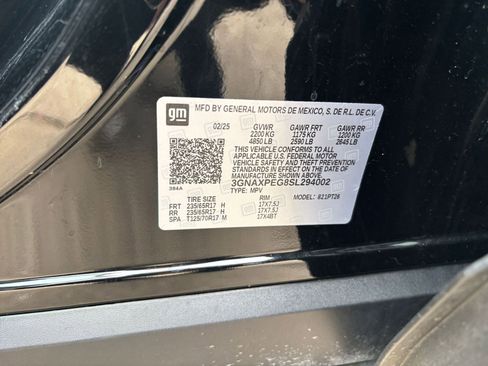 gm
MFD BY GENERAL MOTORS DE MEXICO, S. DE R.L. DE C.V.
02/25 GVWR GAWR FRT GAWR RR
2200 KG 1175 KG 1200 KG
4850 LB 2590 LB 2645 LB
THIS VEHICLE CONFORMS TO ALL
APPLICABLE U.S. FEDERAL MOTOR
VEHICLE SAFETY, BUMPER, AND THEFT
PREVENTION STANDARDS IN EFFECT ON
THE DATE OF MANUFACTURE SHOWN ABOVE.
3GNAXPEG8SL294002
384A TYPE: MPV MODEL: 821PT26
TIRE SIZE RIM
FRT 235/65R17 H 17X7.5J
RR 235/65R17 H 17X7.5J
SPA T125/70R17 M 17X4BT